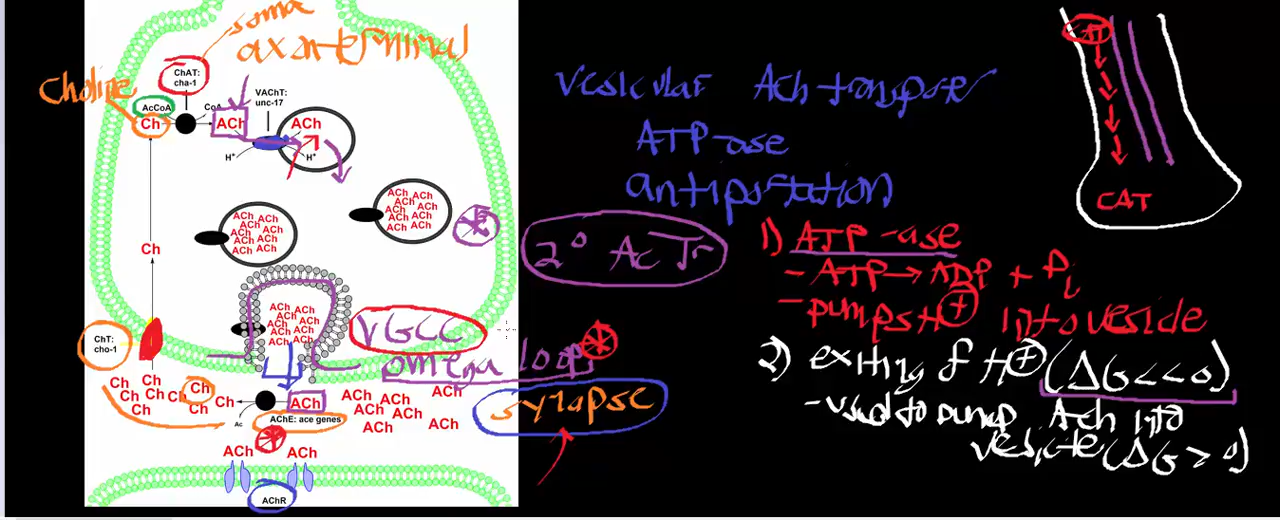 soma
axon terminal
choline
ChAT:
cha-1
AcCoA
CoA
VAChT:
unc-17
Ch
ACh
ACh
H+
H+
vesicular ACh transporter
ATP-ase
antiportation
CAT
CAT
2° Ac Tr
1) ATP-ase
- ATP → ADP + Pi
- pumps H+ into vesicle
2) exiting of H+ (ΔG<<0)
- used to pump ACh into
vesicle (ΔG>0)
ACh ACh
ACh
ACh ACh
ACh ACh
ACh ACh
ACh ACh
ACh
ACh ACh
ACh ACh
ACh ACh
Ch
ACh ACh
ACh
ACh ACh
ACh ACh
VGCC
omega loop
ChT:
cho-1
Ch Ch Ch
Ch Ch Ch Ch
Ch Ch
Ac
ACh
AChE: ace genes
ACh ACh ACh
ACh ACh
ACh ACh
synapse
ACh ACh
AChR